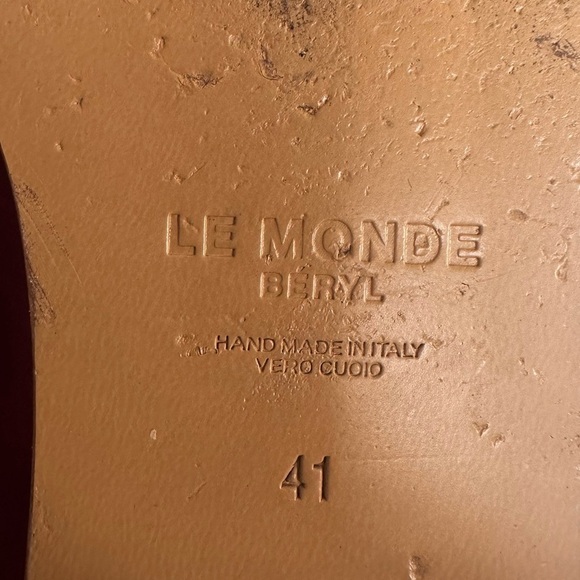 LE MONDE
BERYL
HAND MADE IN ITALY
VERO CUOIO
41